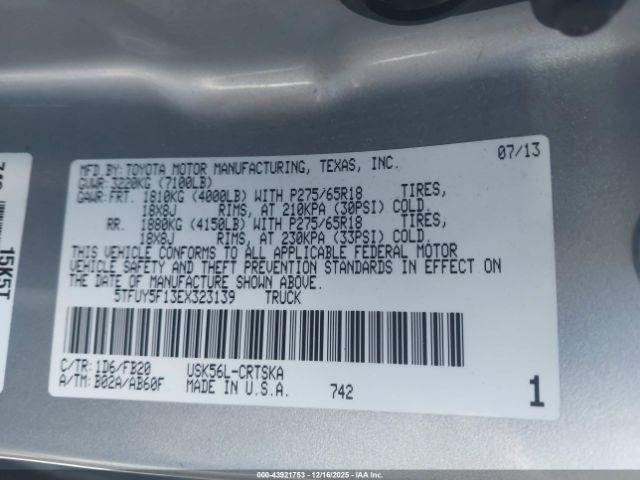 MFD. BY: TOYOTA MOTOR MANUFACTURING, TEXAS, INC. 07/13
GVWR: 3220KG (7100LB)
GAWR: FRT. 1810KG (4000LB) WITH P275/65R18 TIRES,
18X8J RIMS, AT 210KPA (30PSI) COLD.
RR. 1880KG (4150LB) WITH P275/65R18 TIRES,
18X8J RIMS, AT 230KPA (33PSI) COLD.
THIS VEHICLE CONFORMS TO ALL APPLICABLE FEDERAL MOTOR
VEHICLE SAFETY AND THEFT PREVENTION STANDARDS IN EFFECT ON
THE DATE OF MANUFACTURE SHOWN ABOVE.
5TFUY5F13EX323139 TRUCK
C/TR: 1D6/FB20 USK56L-CRTSKA
A/TM: B02A/AB60F MADE IN U.S.A. 742 1
15K5T
000-43921753 - 12/16/2025 - IAAI.COM